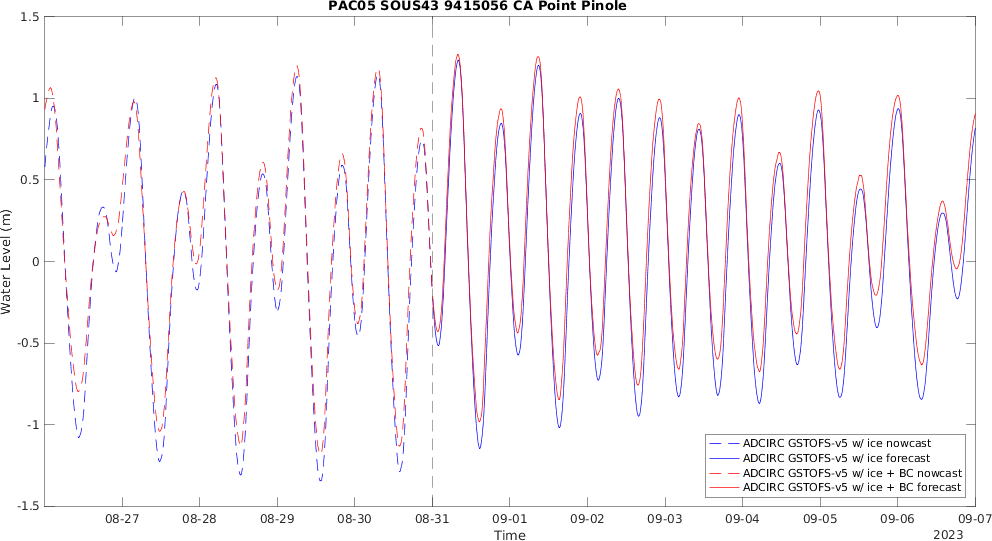 PAC05 SOUS43 9415056 CA Point Pinole
1.5
1
0.5
0
-0.5
-1
-1.5
Water Level (m)
08-27 08-28 08-29 08-30 08-31 09-01 09-02 09-03 09-04 09-05 09-06 09-07
Time
2023
ADCIRC GSTOFS-v5 w/ ice nowcast
ADCIRC GSTOFS-v5 w/ ice forecast
ADCIRC GSTOFS-v5 w/ ice + BC nowcast
ADCIRC GSTOFS-v5 w/ ice + BC forecast